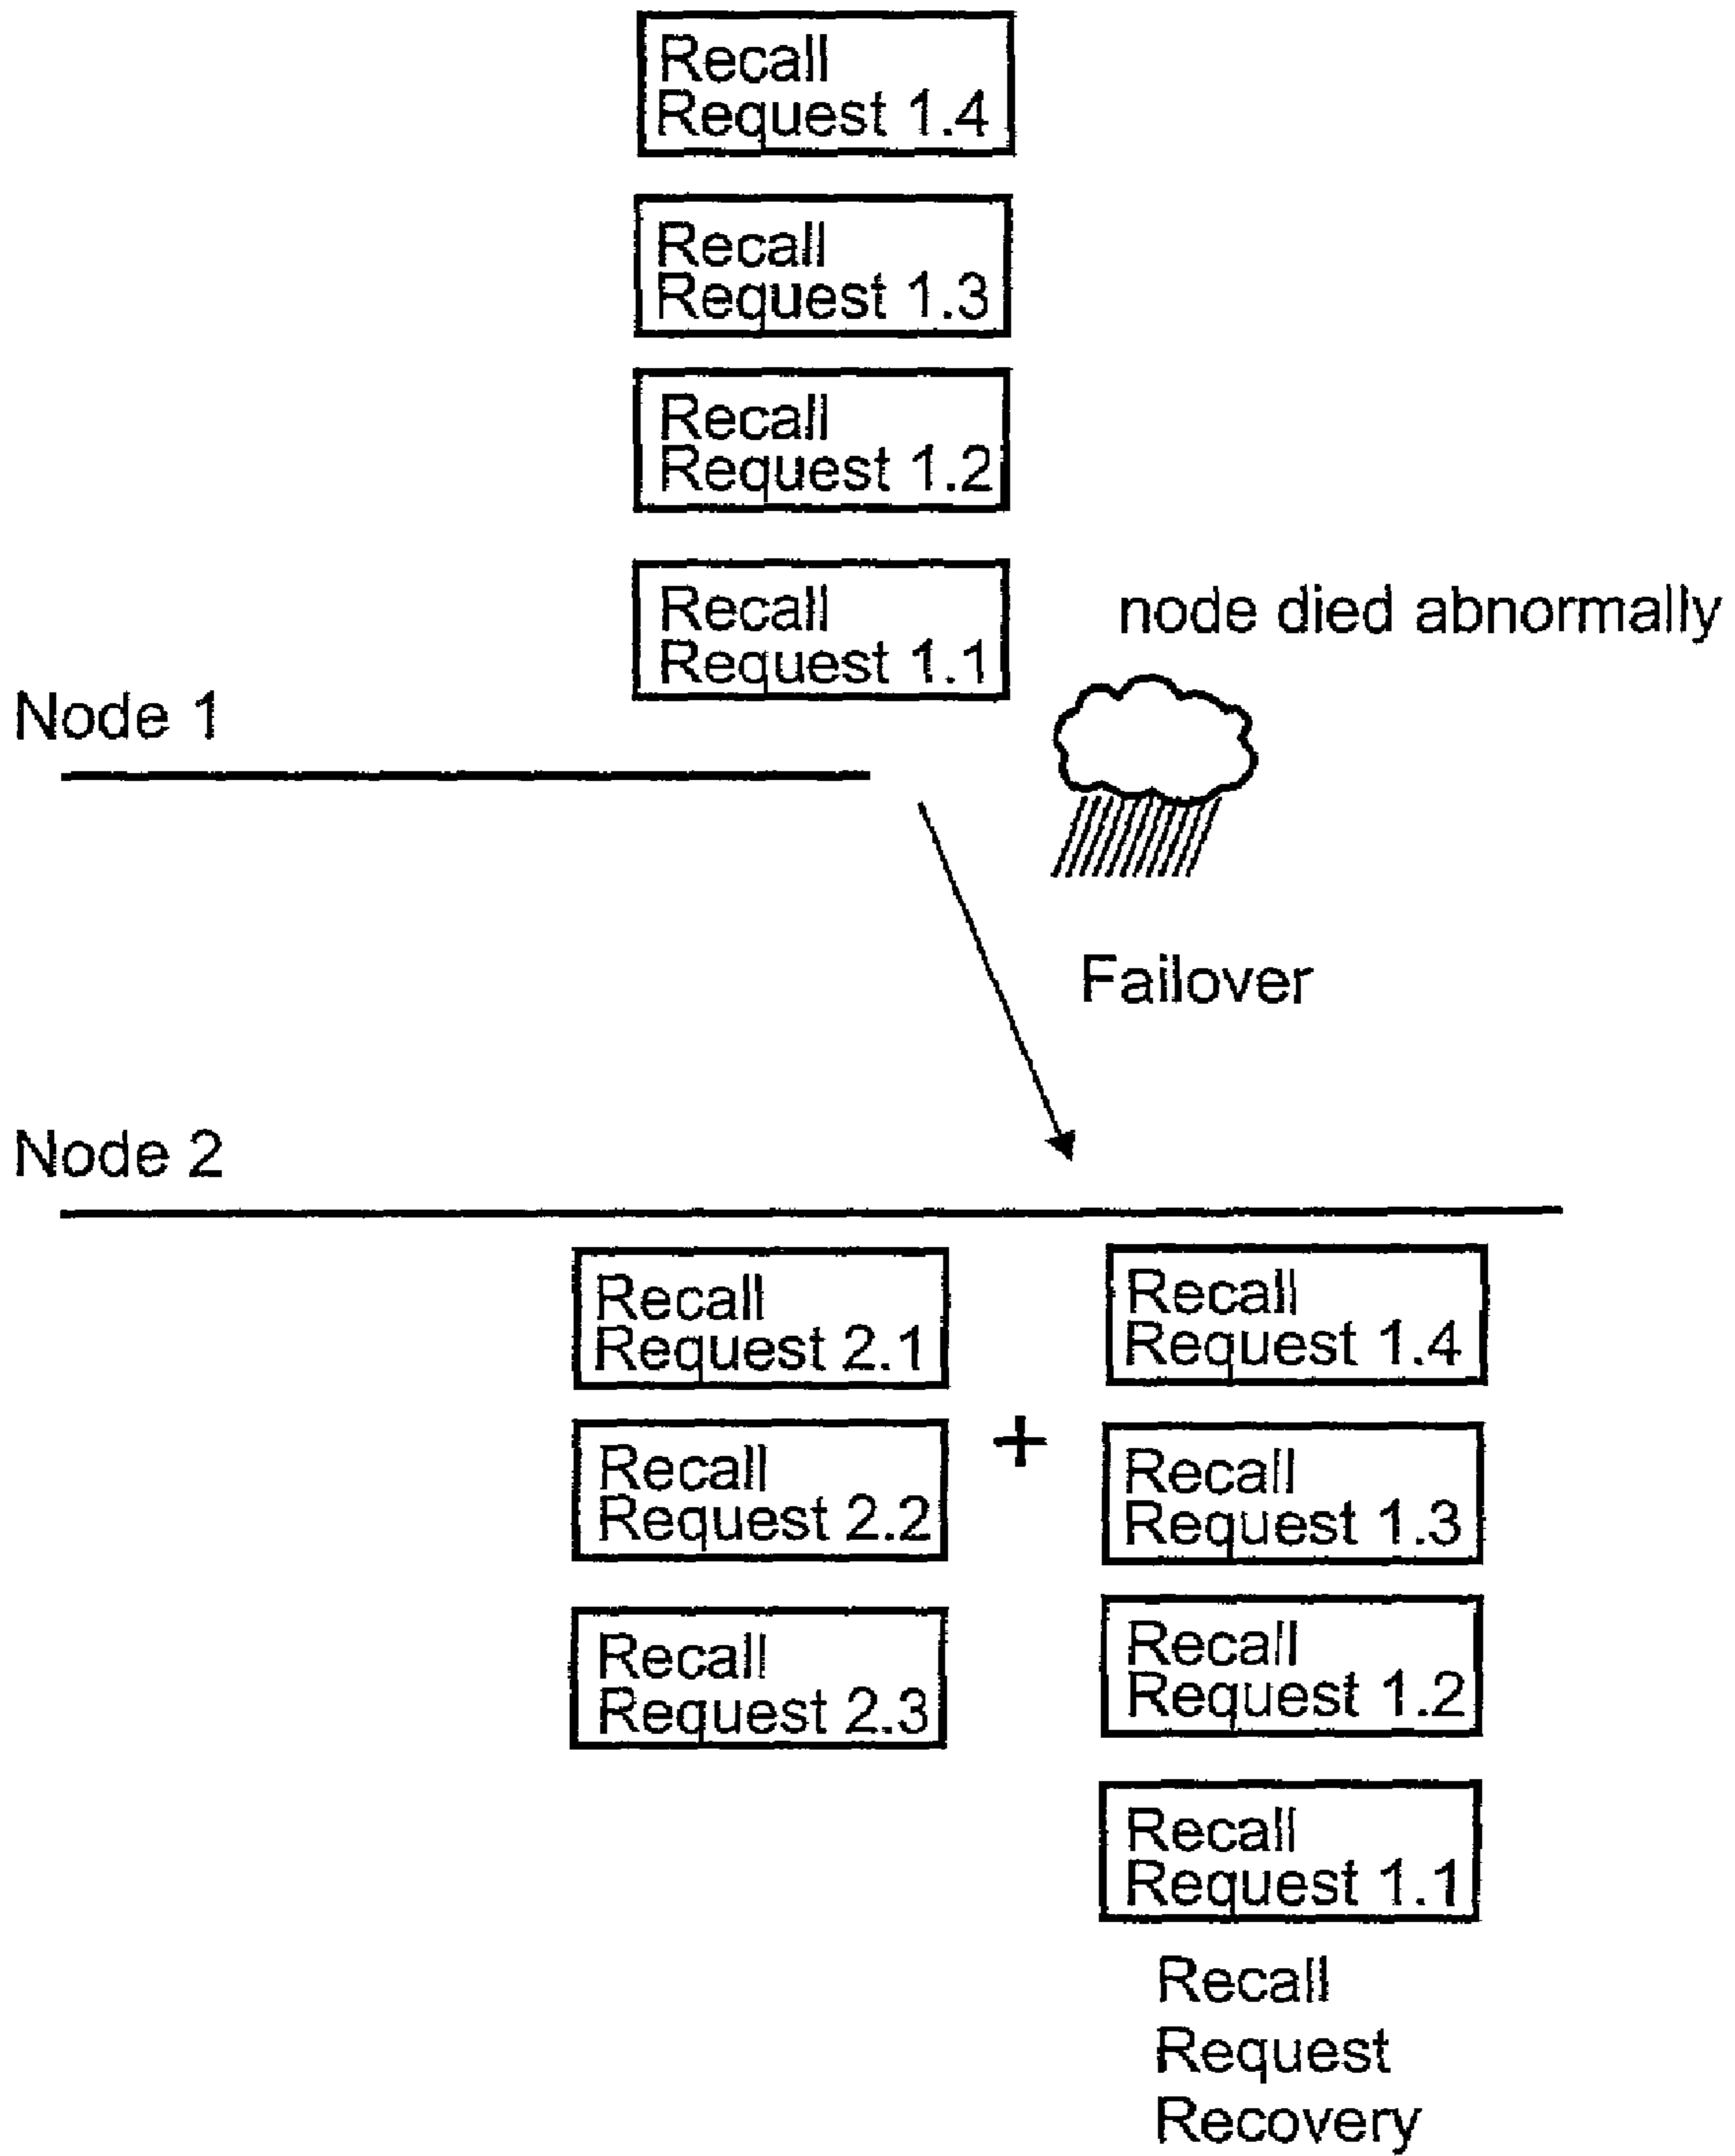 Recall
Request 1.4
Recall
Request 1.3
Recall
Request 1.2
Recall
Request 1.1
node died abnormally
Node 1
Failover
Node 2
Recall
Request 2.1
Recall
Request 2.2
Recall
Request 2.3
+
Recall
Request 1.4
Recall
Request 1.3
Recall
Request 1.2
Recall
Request 1.1
Recall
Request
Recovery